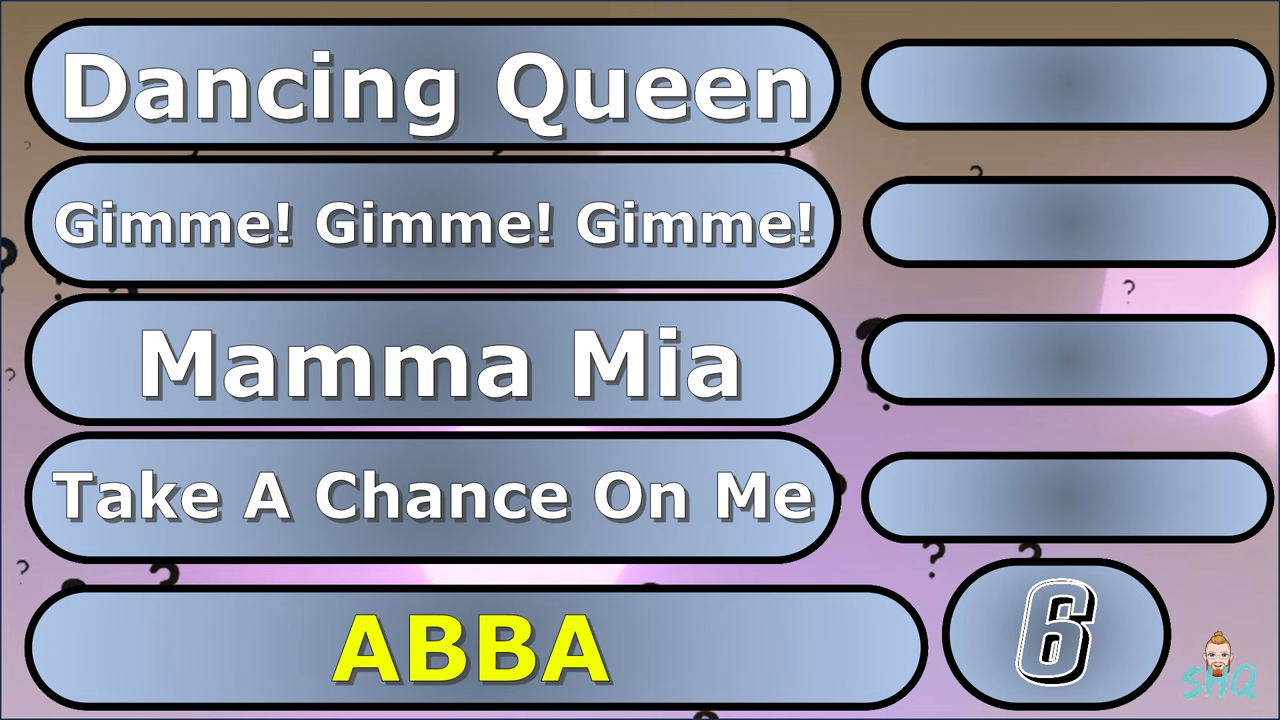 Dancing Queen
Gimme! Gimme! Gimme!
Mamma Mia
Take A Chance On Me
ABBA
6
SHQ